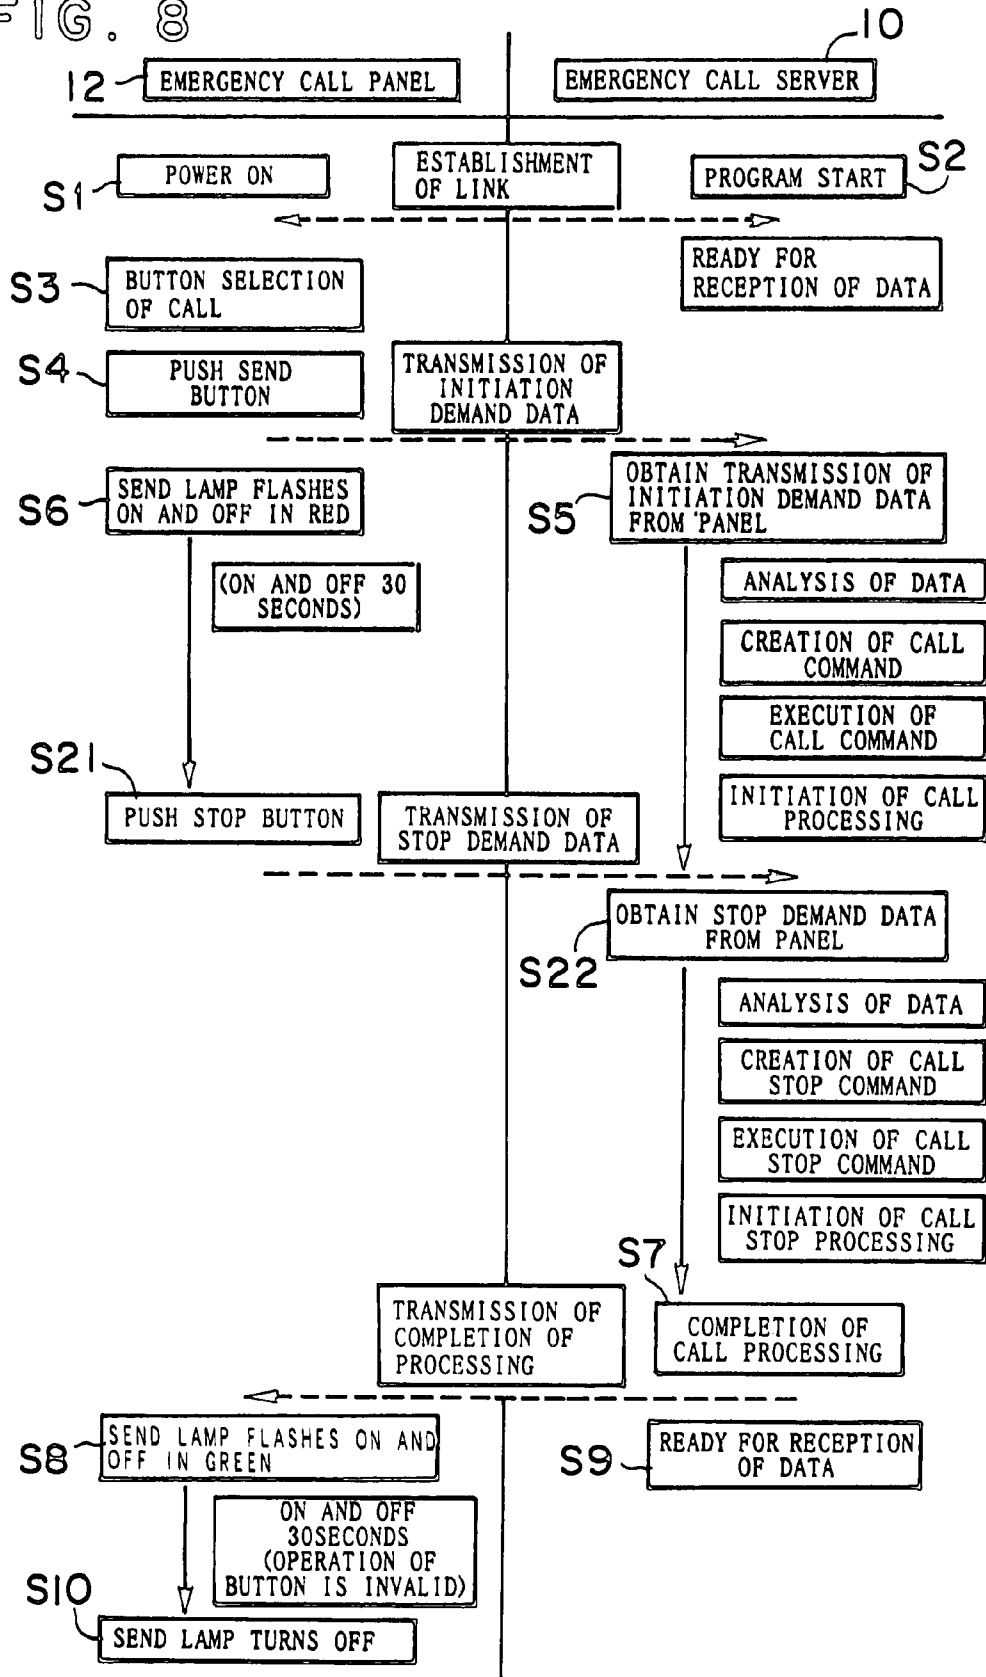 FIG. 8
10
12
EMERGENCY CALL PANEL
EMERGENCY CALL SERVER
S1
POWER ON
ESTABLISHMENT
OF LINK
PROGRAM START
S2
READY FOR
RECEPTION OF DATA
S3
BUTTON SELECTION
OF CALL
S4
PUSH SEND
BUTTON
TRANSMISSION OF
INITIATION
DEMAND DATA
S6
SEND LAMP FLASHES
ON AND OFF IN RED
S5
OBTAIN TRANSMISSION OF
INITIATION DEMAND DATA
FROM PANEL
(ON AND OFF 30
SECONDS)
ANALYSIS OF DATA
CREATION OF CALL
COMMAND
EXECUTION OF
CALL COMMAND
INITIATION OF CALL
PROCESSING
S21
PUSH STOP BUTTON
TRANSMISSION OF
STOP DEMAND DATA
S22
OBTAIN STOP DEMAND DATA
FROM PANEL
ANALYSIS OF DATA
CREATION OF CALL
STOP COMMAND
EXECUTION OF CALL
STOP COMMAND
INITIATION OF CALL
STOP PROCESSING
S7
TRANSMISSION OF
COMPLETION OF
PROCESSING
COMPLETION OF
CALL PROCESSING
S8
SEND LAMP FLASHES ON AND
OFF IN GREEN
S9
READY FOR RECEPTION
OF DATA
ON AND OFF
30SECONDS
(OPERATION OF
BUTTON IS INVALID)
S10
SEND LAMP TURNS OFF